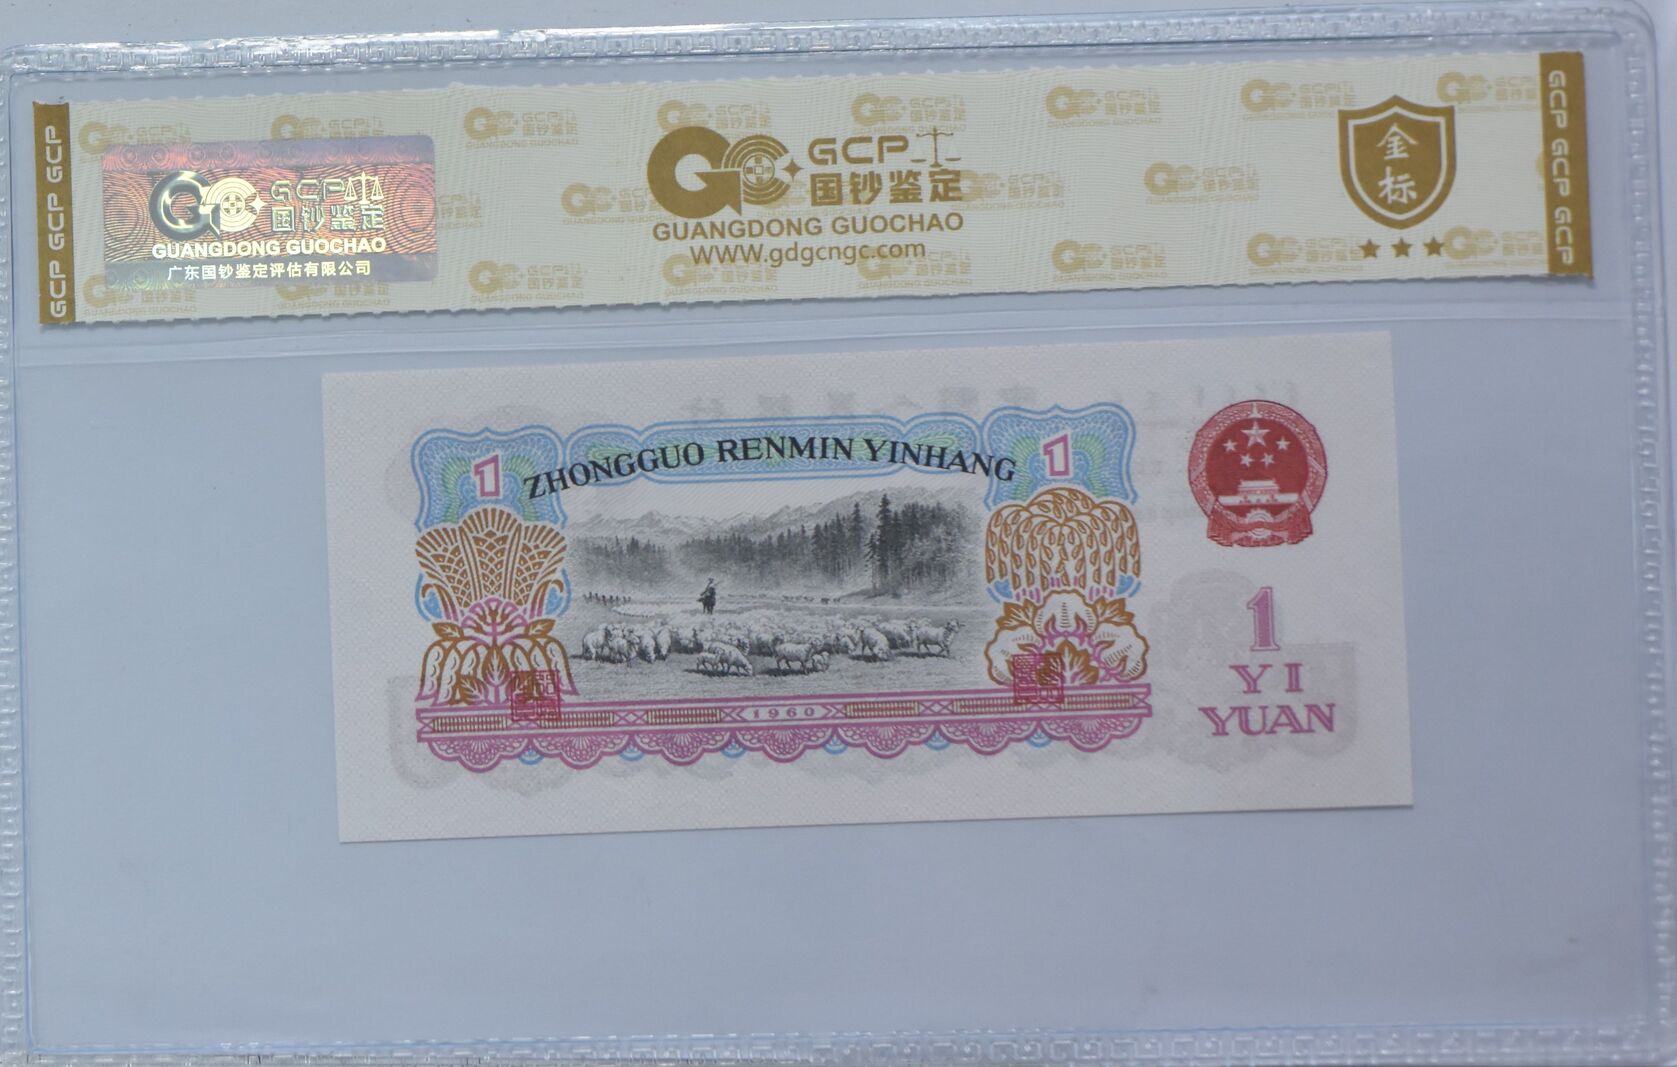 GCP GCP GCP
GCP
国钞鉴定
GUANGDONG GUOCHAO
广东国钞鉴定评估有限公司
GCP
国钞鉴定
GUANGDONG GUOCHAO
WWW.gdgcngc.com
金标
GCP GCP GCP
1
ZHONGGUO RENMIN YINHANG
1
1960
1
YI
YUAN